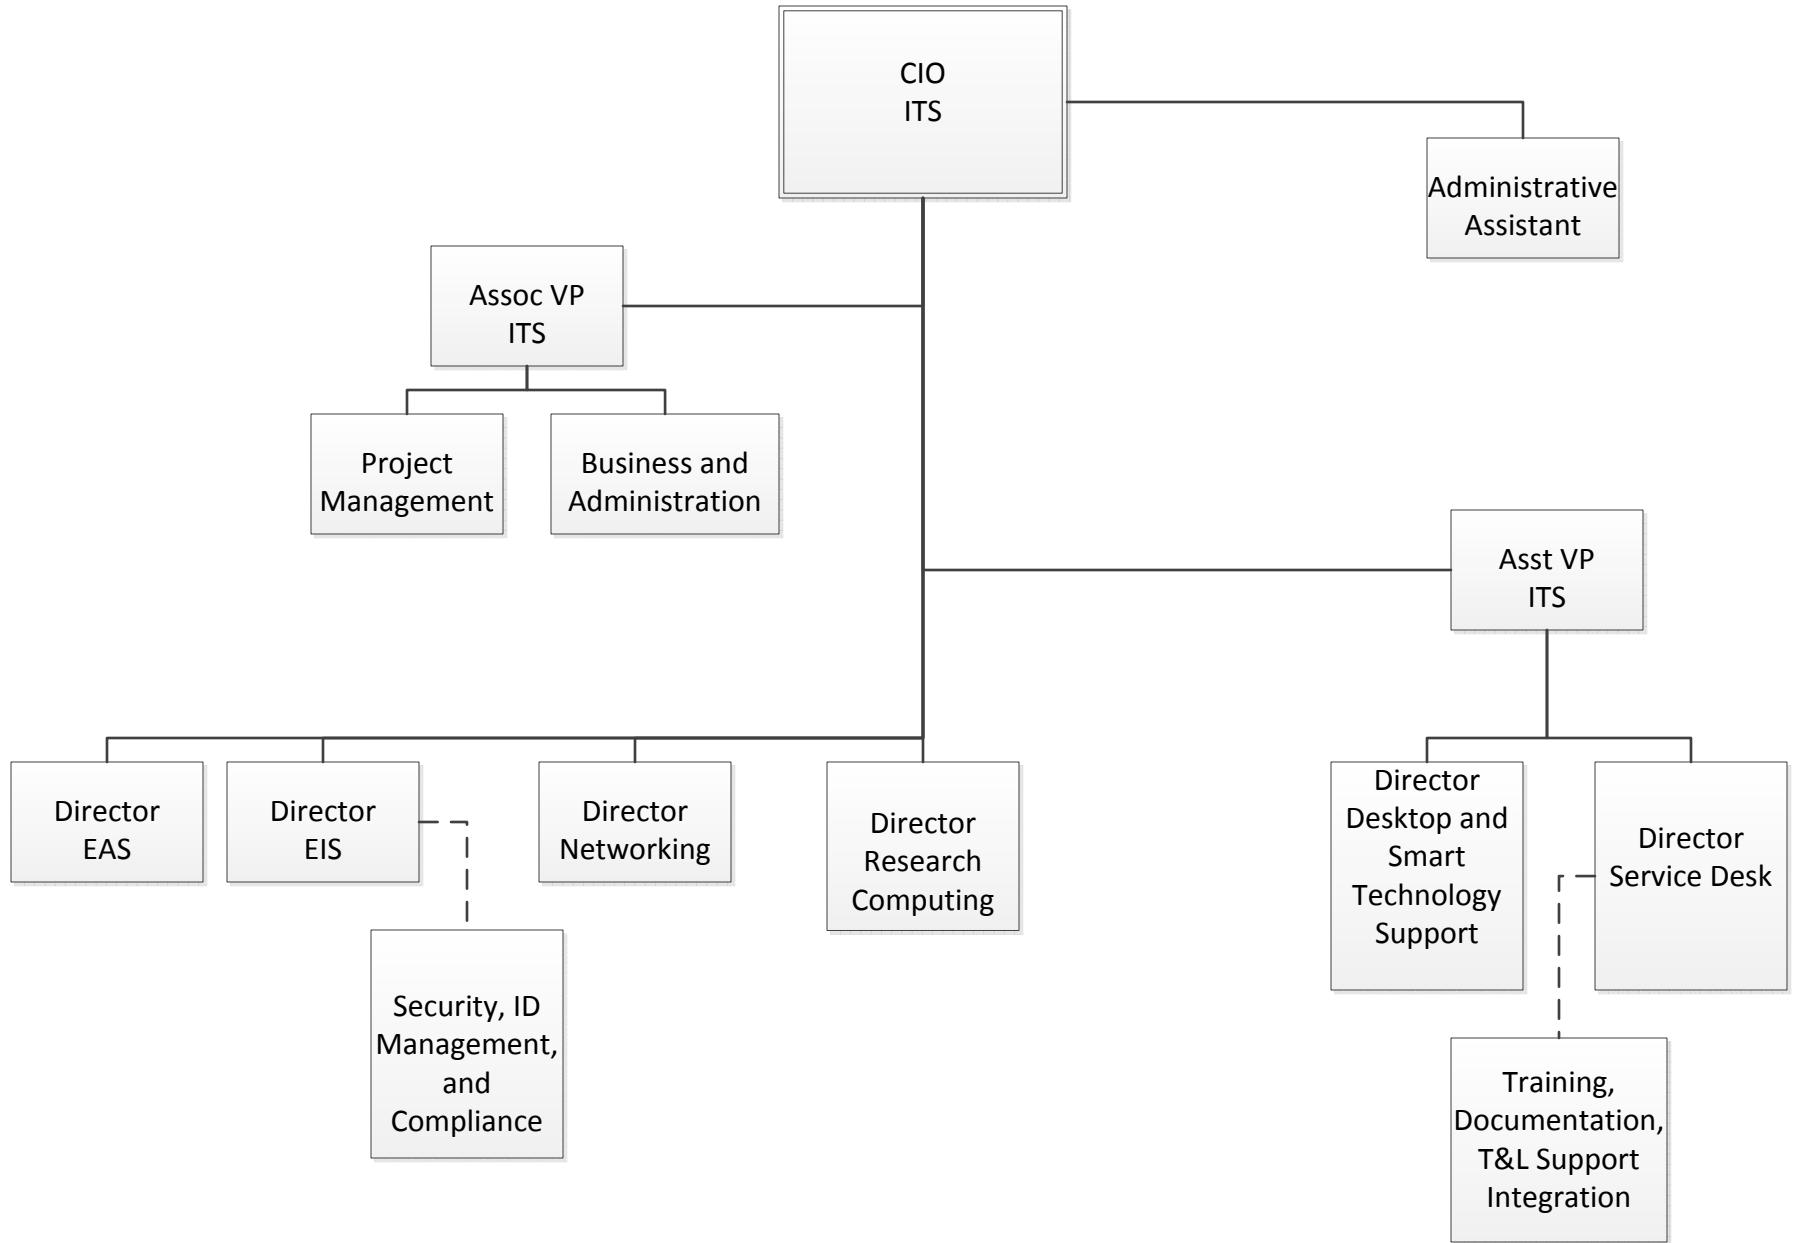 CIO
ITS
Administrative
Assistant
Assoc VP
ITS
Project
Management
Business and
Administration
Asst VP
ITS
Director
EAS
Director
EIS
Director
Networking
Director
Research
Computing
Director
Desktop and
Smart
Technology
Support
Director
Service Desk
Security, ID
Management,
and
Compliance
Training,
Documentation,
T&L Support
Integration